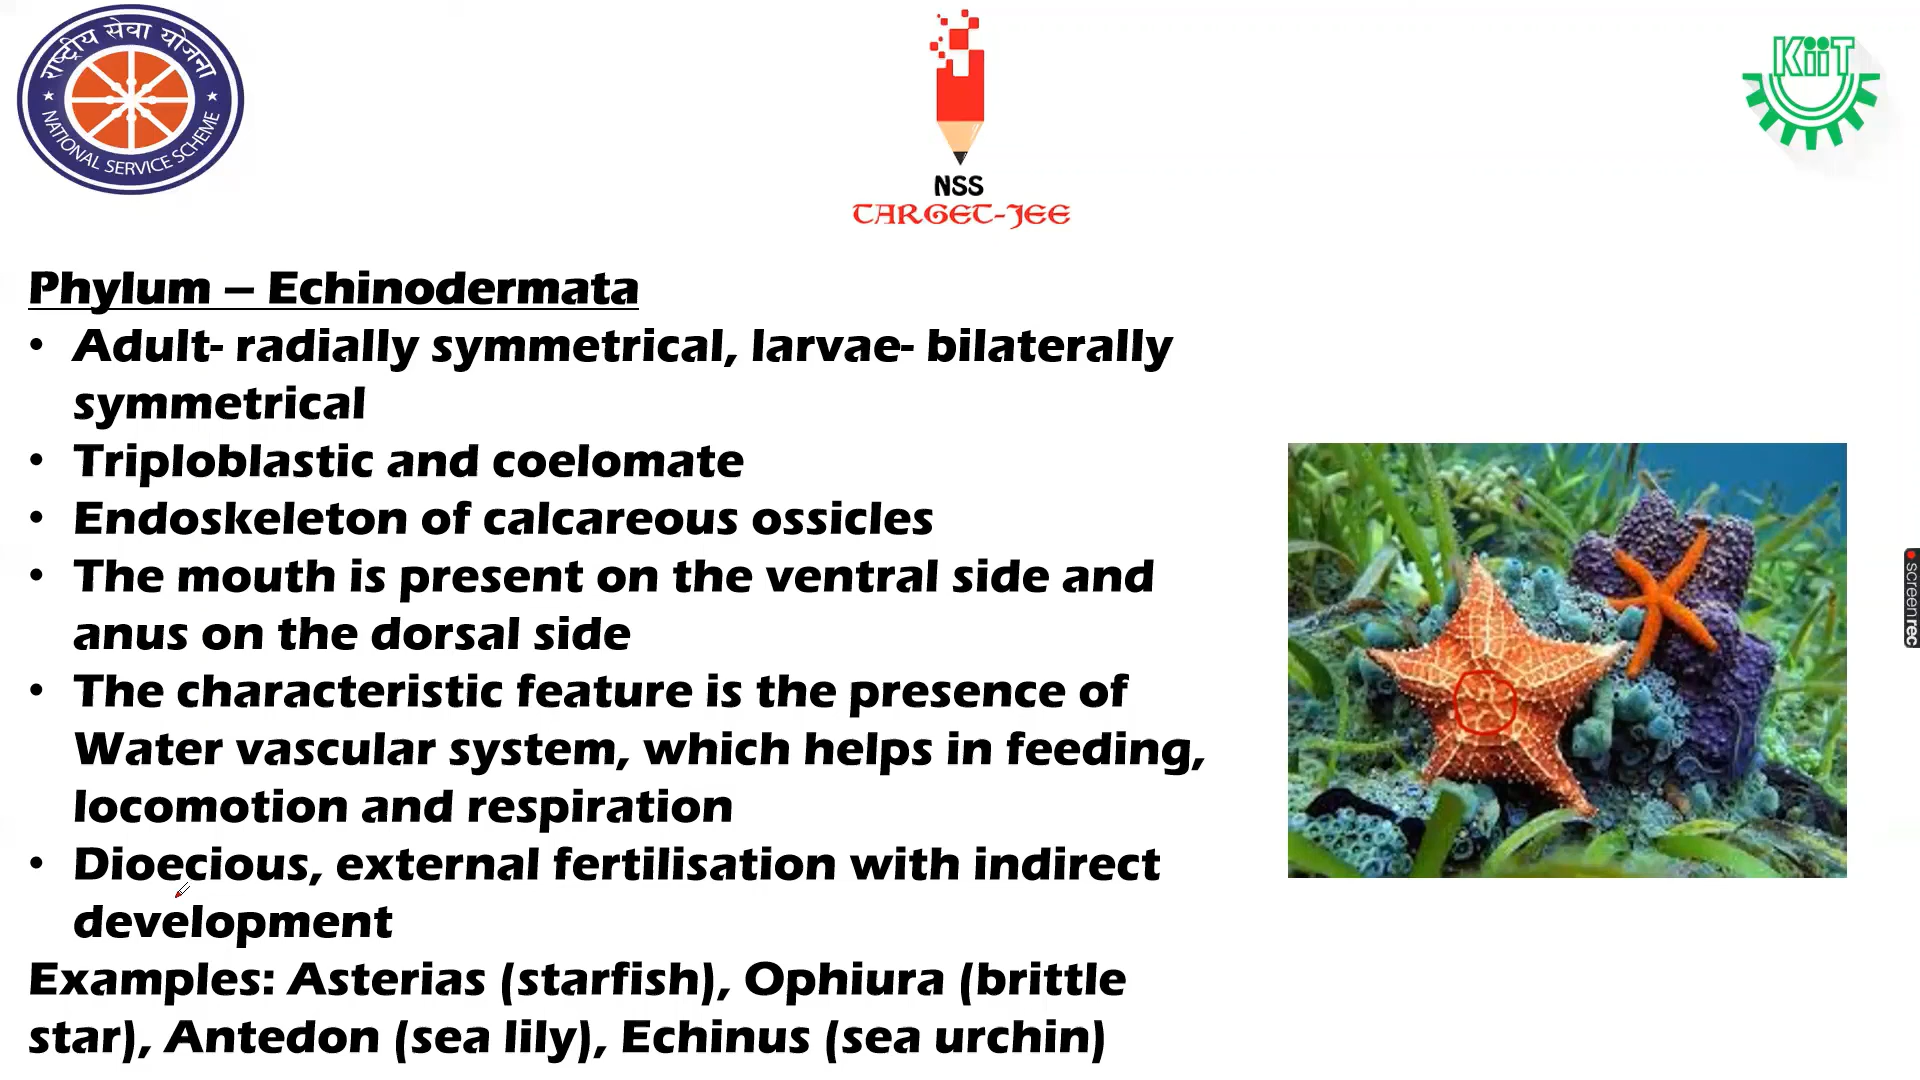 राष्ट्रीय सेवा योजना
NATIONAL SERVICE SCHEME
NSS
TARGET-JEE
KiiT
Phylum – Echinodermata
• Adult- radially symmetrical, larvae- bilaterally
symmetrical
• Triploblastic and coelomate
• Endoskeleton of calcareous ossicles
• The mouth is present on the ventral side and
anus on the dorsal side
• The characteristic feature is the presence of
Water vascular system, which helps in feeding,
locomotion and respiration
• Dioecious, external fertilisation with indirect
development
Examples: Asterias (starfish), Ophiura (brittle
star), Antedon (sea lily), Echinus (sea urchin)
screenrec